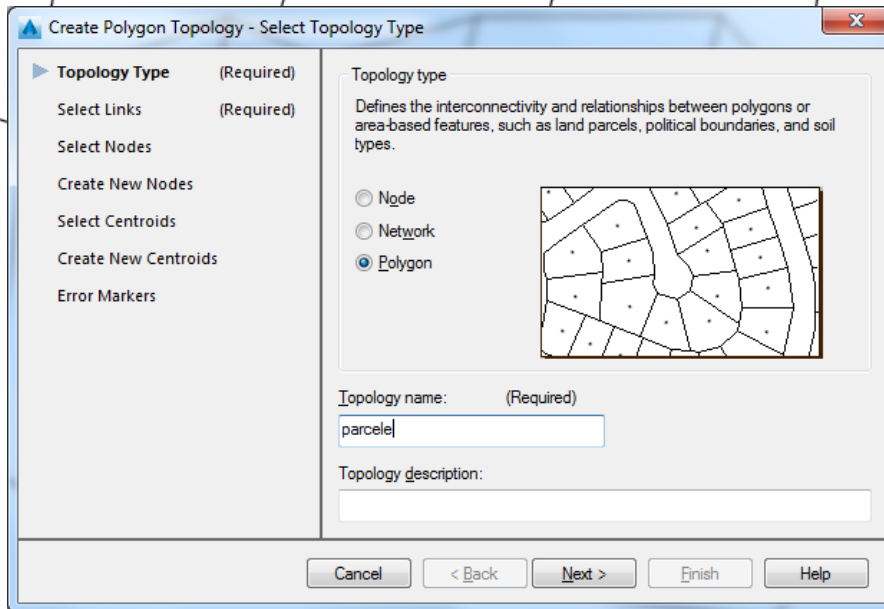 Create Polygon Topology - Select Topology Type
Topology Type (Required)
Select Links (Required)
Select Nodes
Create New Nodes
Select Centroids
Create New Centroids
Error Markers
Topology type
Defines the interconnectivity and relationships between polygons or
area-based features, such as land parcels, political boundaries, and soil
types.
Node
Network
Polygon
Topology name: (Required)
parcele
Topology description:
Cancel < Back Next > Finish Help